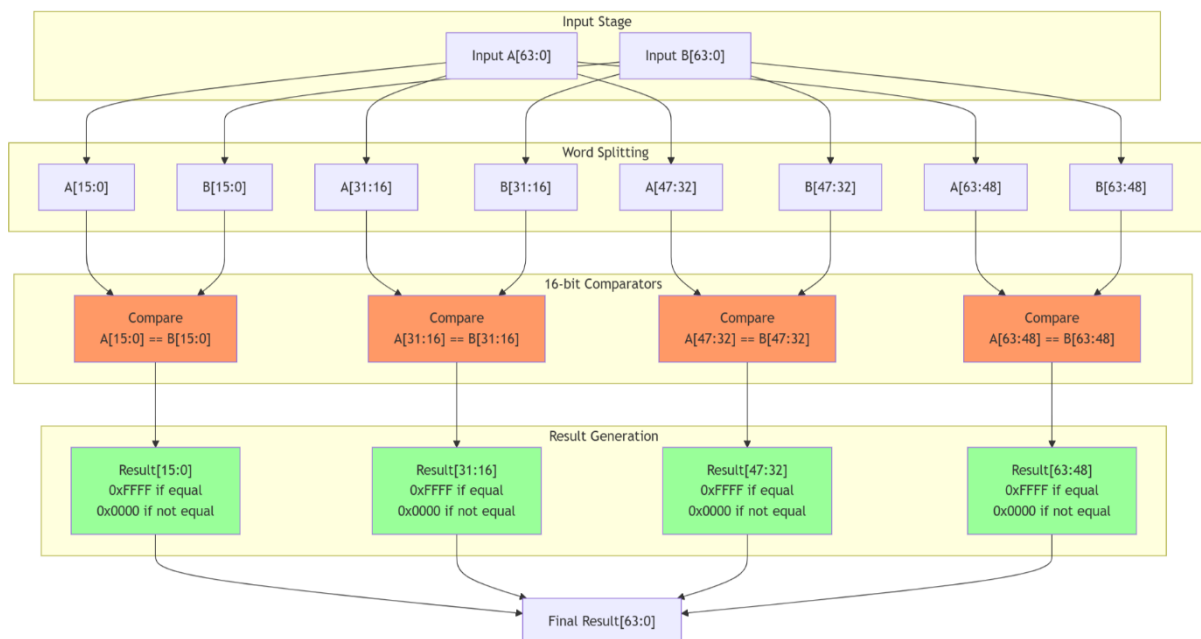 Input Stage
Input A[63:0]
Input B[63:0]
Word Splitting
A[15:0]
B[15:0]
A[31:16]
B[31:16]
A[47:32]
B[47:32]
A[63:48]
B[63:48]
16-bit Comparators
Compare
A[15:0] == B[15:0]
Compare
A[31:16] == B[31:16]
Compare
A[47:32] == B[47:32]
Compare
A[63:48] == B[63:48]
Result Generation
Result[15:0]
0xFFFF if equal
0x0000 if not equal
Result[31:16]
0xFFFF if equal
0x0000 if not equal
Result[47:32]
0xFFFF if equal
0x0000 if not equal
Result[63:48]
0xFFFF if equal
0x0000 if not equal
Final Result[63:0]